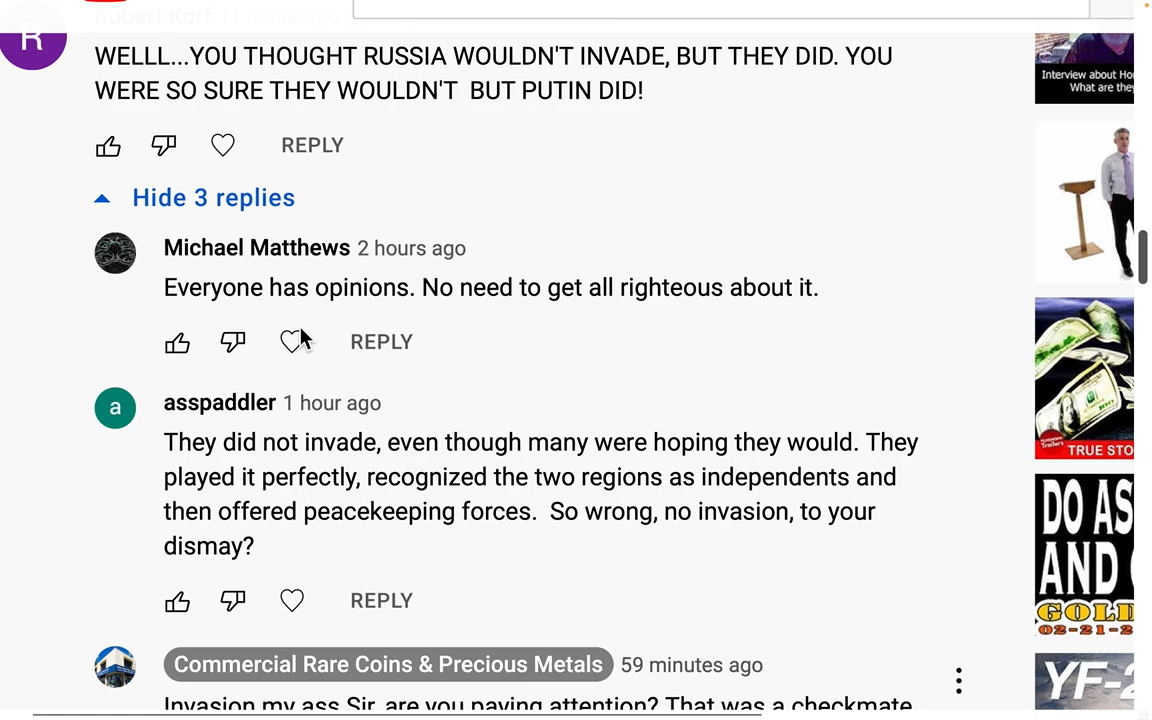 Robert Korf 11 hours ago
R
WELLL...YOU THOUGHT RUSSIA WOULDN'T INVADE, BUT THEY DID. YOU
WERE SO SURE THEY WOULDN'T  BUT PUTIN DID!
REPLY
Hide 3 replies
Michael Matthews 2 hours ago
Everyone has opinions. No need to get all righteous about it.
REPLY
a
asspaddler 1 hour ago
They did not invade, even though many were hoping they would. They
played it perfectly, recognized the two regions as independents and
then offered peacekeeping forces.  So wrong, no invasion, to your
dismay?
REPLY
Commercial Rare Coins & Precious Metals 59 minutes ago
Invasion my ass Sir, are you paying attention? That was a checkmate
Interview about Ho
What are they
TRUE STO
DO AS
AND
GOLD
02-21-2
YF-2